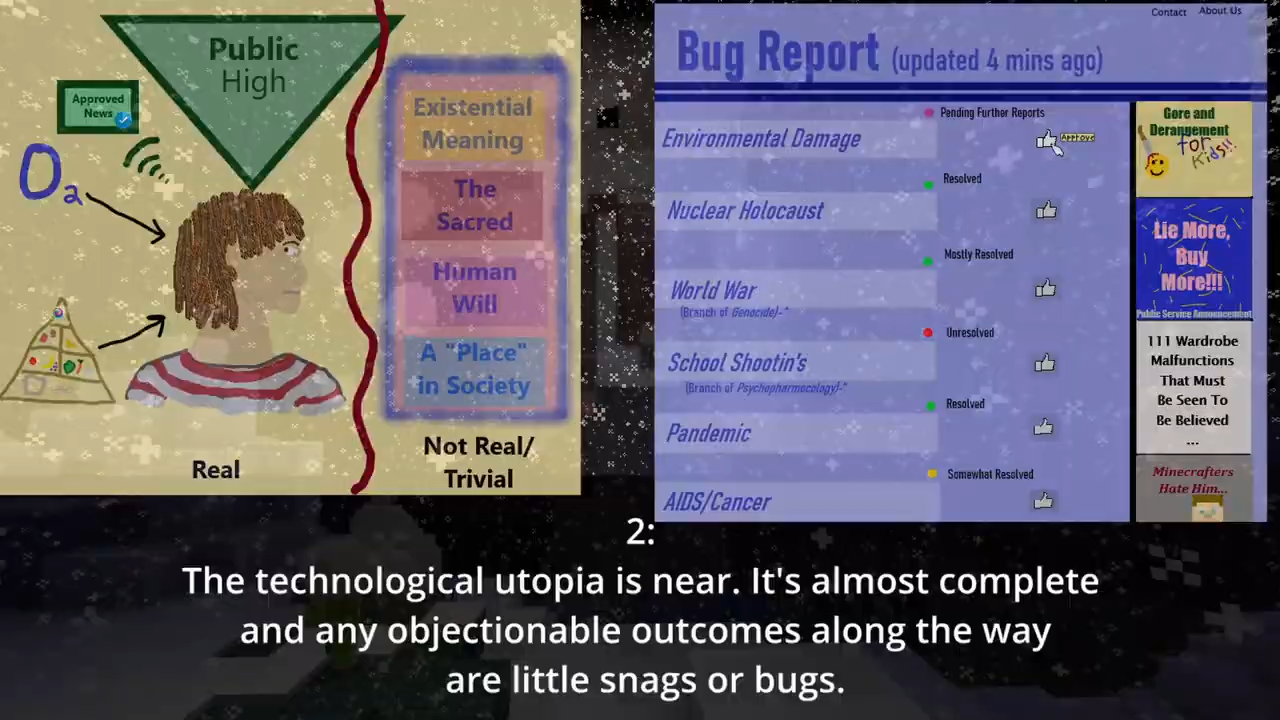 Public
High
Approved
News
O2
Real
Existential
Meaning
The
Sacred
Human
Will
A "Place"
in Society
Not Real/
Trivial
Contact About Us
Bug Report (updated 4 mins ago)
Pending Further Reports
Environmental Damage
Approve
Resolved
Nuclear Holocaust
Mostly Resolved
World War
(Branch of Genocide)-"
Unresolved
School Shootin's
(Branch of Psychopharmocology)-"
Resolved
Pandemic
Somewhat Resolved
AIDS/Cancer
Gore and
Derangement
for
Kids!!
Lie More,
Buy
More!!!
Public Service Announcement
111 Wardrobe
Malfunctions
That Must
Be Seen To
Be Believed
...
Minecrafters
Hate Him...
2:
The technological utopia is near. It's almost complete
and any objectionable outcomes along the way
are little snags or bugs.